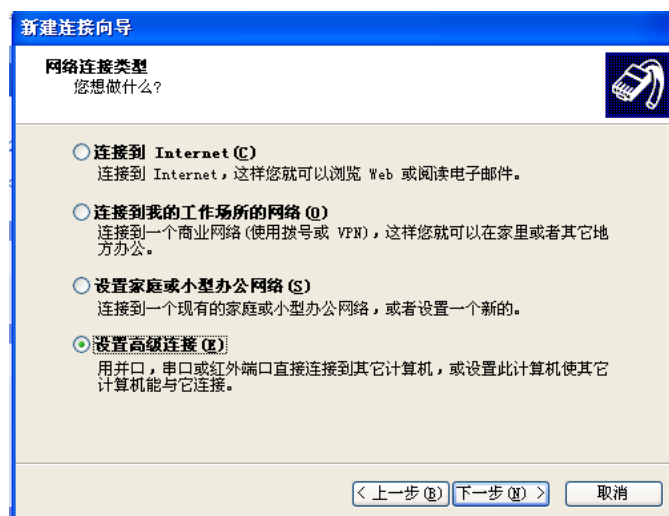 新建连接向导
网络连接类型
您想做什么?
连接到 Internet(C)
连接到 Internet，这样您就可以浏览 Web 或阅读电子邮件。
连接到我的工作场所的网络(O)
连接到一个商业网络(使用拨号或 VPN)，这样您就可以在家里或者其它地
方办公。
设置家庭或小型办公网络(S)
连接到一个现有的家庭或小型办公网络，或者设置一个新的。
设置高级连接(E)
用并口，串口或红外端口直接连接到其它计算机，或设置此计算机使其它
计算机能与它连接。
< 上一步(B) 下一步(N) > 取消